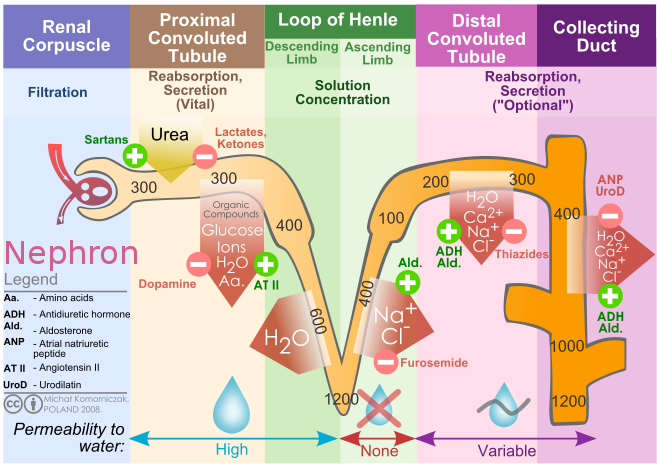 Renal
Corpuscle
Proximal
Convoluted
Tubule
Loop of Henle
Descending
Limb
Ascending
Limb
Distal
Convoluted
Tubule
Collecting
Duct
Filtration
Reabsorption,
Secretion
(Vital)
Solution
Concentration
Reabsorption,
Secretion
("Optional")
Sartans
Urea
Lactates,
Ketones
300
300
Organic
Compounds
Glucose
Ions
H2O
Aa.
Dopamine
AT II
400
600
H2O
1200
400
100
Ald.
Na+
Cl-
Furosemide
200
300
H2O
Ca2+
Na+
Cl-
ADH
Ald.
Thiazides
400
ANP
UroD
H2O
Ca2+
Na+
Cl-
ADH
Ald.
1000
1200
Nephron
Legend
Aa. - Amino acids
ADH - Antidiuretic hormone
Ald. - Aldosterone
ANP - Atrial natriuretic
peptide
AT II - Angiotensin II
UroD - Urodilatin
cc Michał Komorniczak,
POLAND 2008.
Permeability to
water:
High
None
Variable